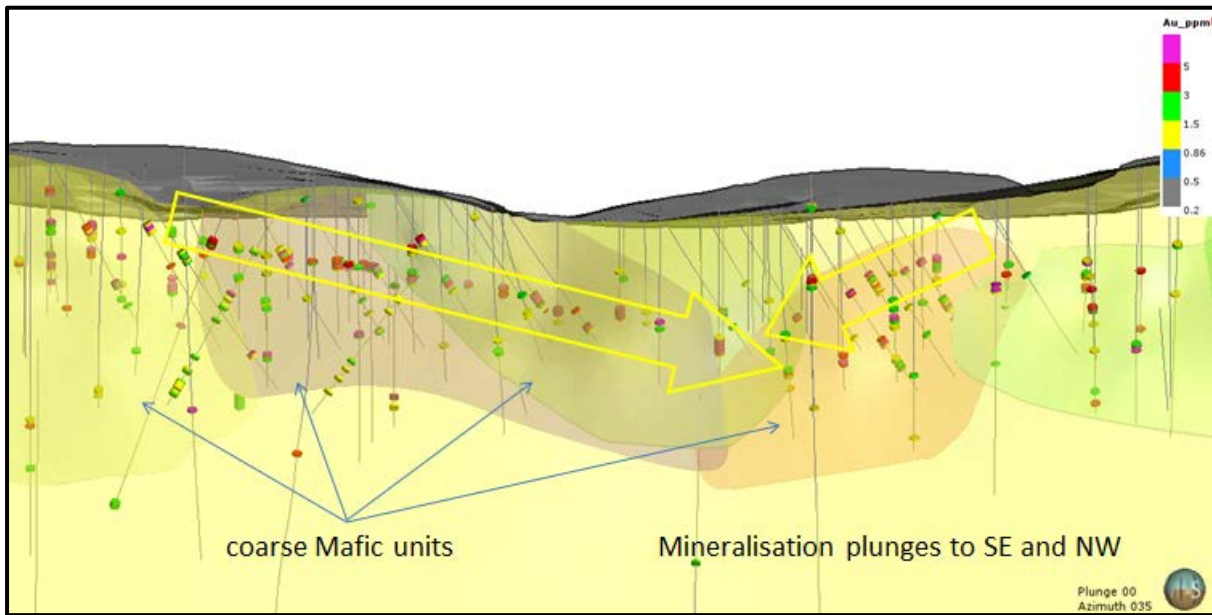 Au_ppm
5
3
1.5
0.86
0.5
0.2
coarse Mafic units
Mineralisation plunges to SE and NW
Plunge 00
Azimuth 035
S